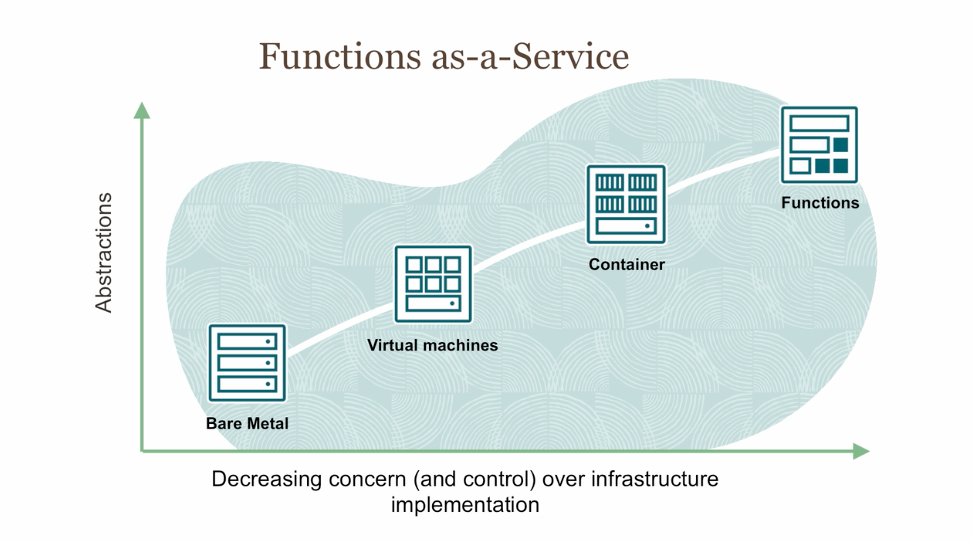 Functions as-a-Service
Abstractions
Functions
Container
Virtual machines
Bare Metal
Decreasing concern (and control) over infrastructure
implementation